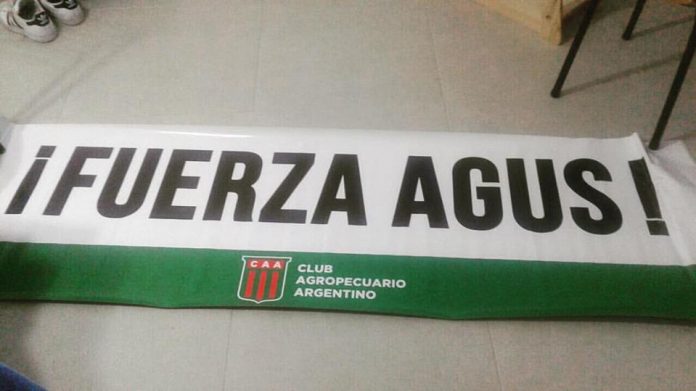 ¡FUERZA AGUS!
CAA
CLUB
AGROPECUARIO
ARGENTINO